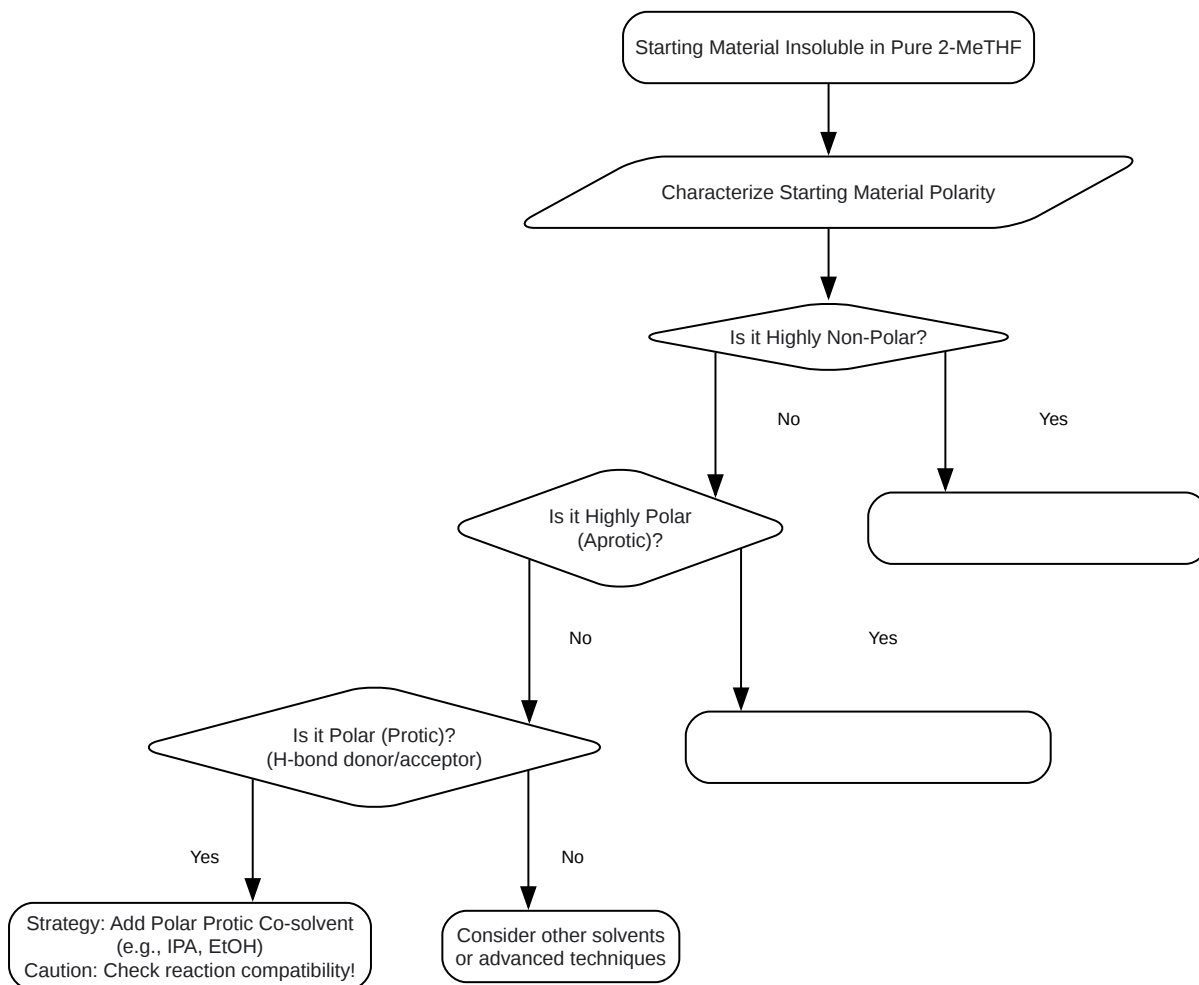 Starting Material Insoluble in Pure 2-MeTHF
Characterize Starting Material Polarity
Is it Highly Non-Polar?
No
Yes
Is it Highly Polar
(Aprotic)?
No
Yes
Is it Polar (Protic)?
(H-bond donor/acceptor)
Yes
No
Strategy: Add Polar Protic Co-solvent
(e.g., IPA, EtOH)
Caution: Check reaction compatibility!
Consider other solvents
or advanced techniques